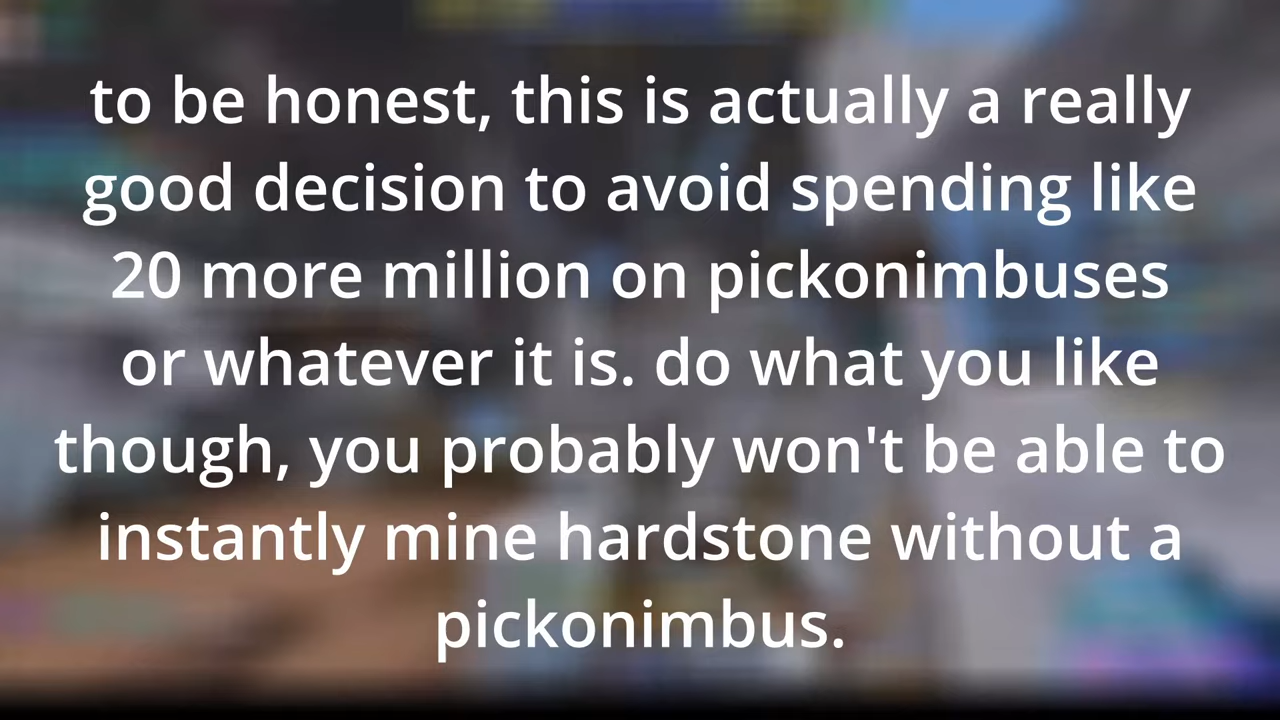 to be honest, this is actually a really
good decision to avoid spending like
20 more million on pickonimbuses
or whatever it is. do what you like
though, you probably won't be able to
instantly mine hardstone without a
pickonimbus.